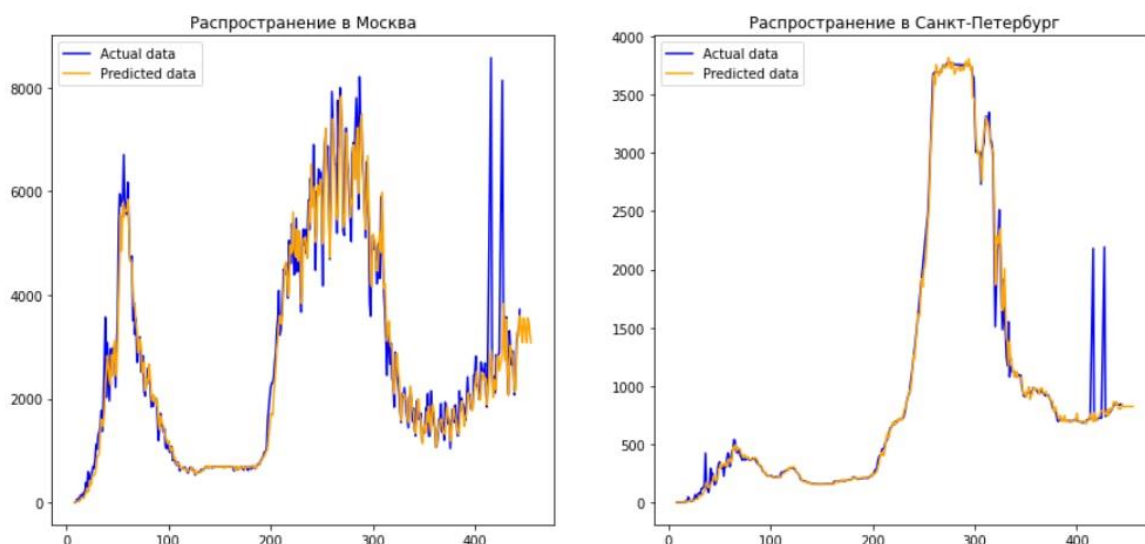 Распространение в Москва
Actual data
Predicted data
8000
6000
4000
2000
0
0 100 200 300 400
Распространение в Санкт-Петербург
Actual data
Predicted data
4000
3500
3000
2500
2000
1500
1000
500
0
0 100 200 300 400